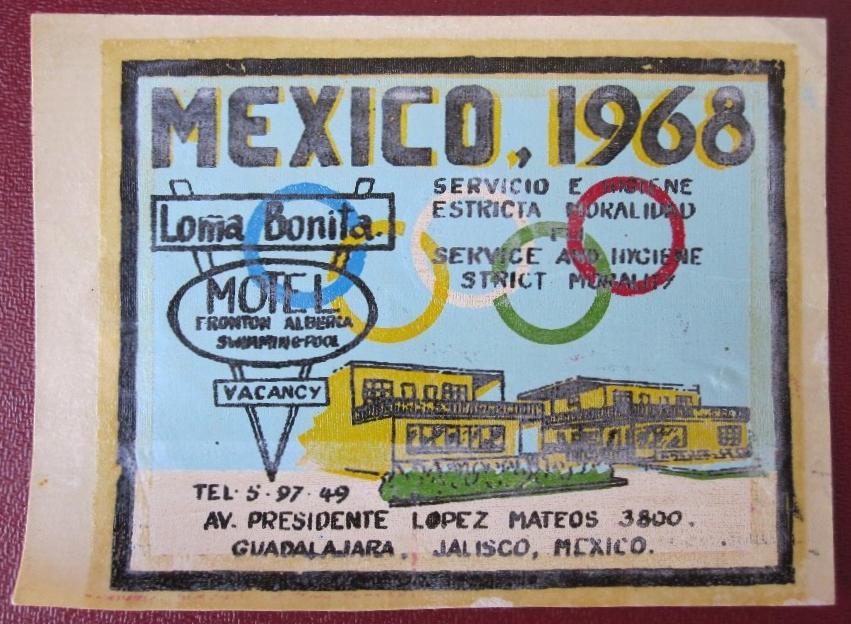 MEXICO, 1968
Loma Bonita.
MOTEL
FRONTON ALBERCA
SWIMMING-POOL
VACANCY
SERVICIO E HIGIENE
ESTRICTA MORALIDAD
SERVICE AND HYGIENE
STRICT MORALITY
TEL. 5-97-49
AV. PRESIDENTE LOPEZ MATEOS 3800.
GUADALAJARA, JALISCO, MEXICO.